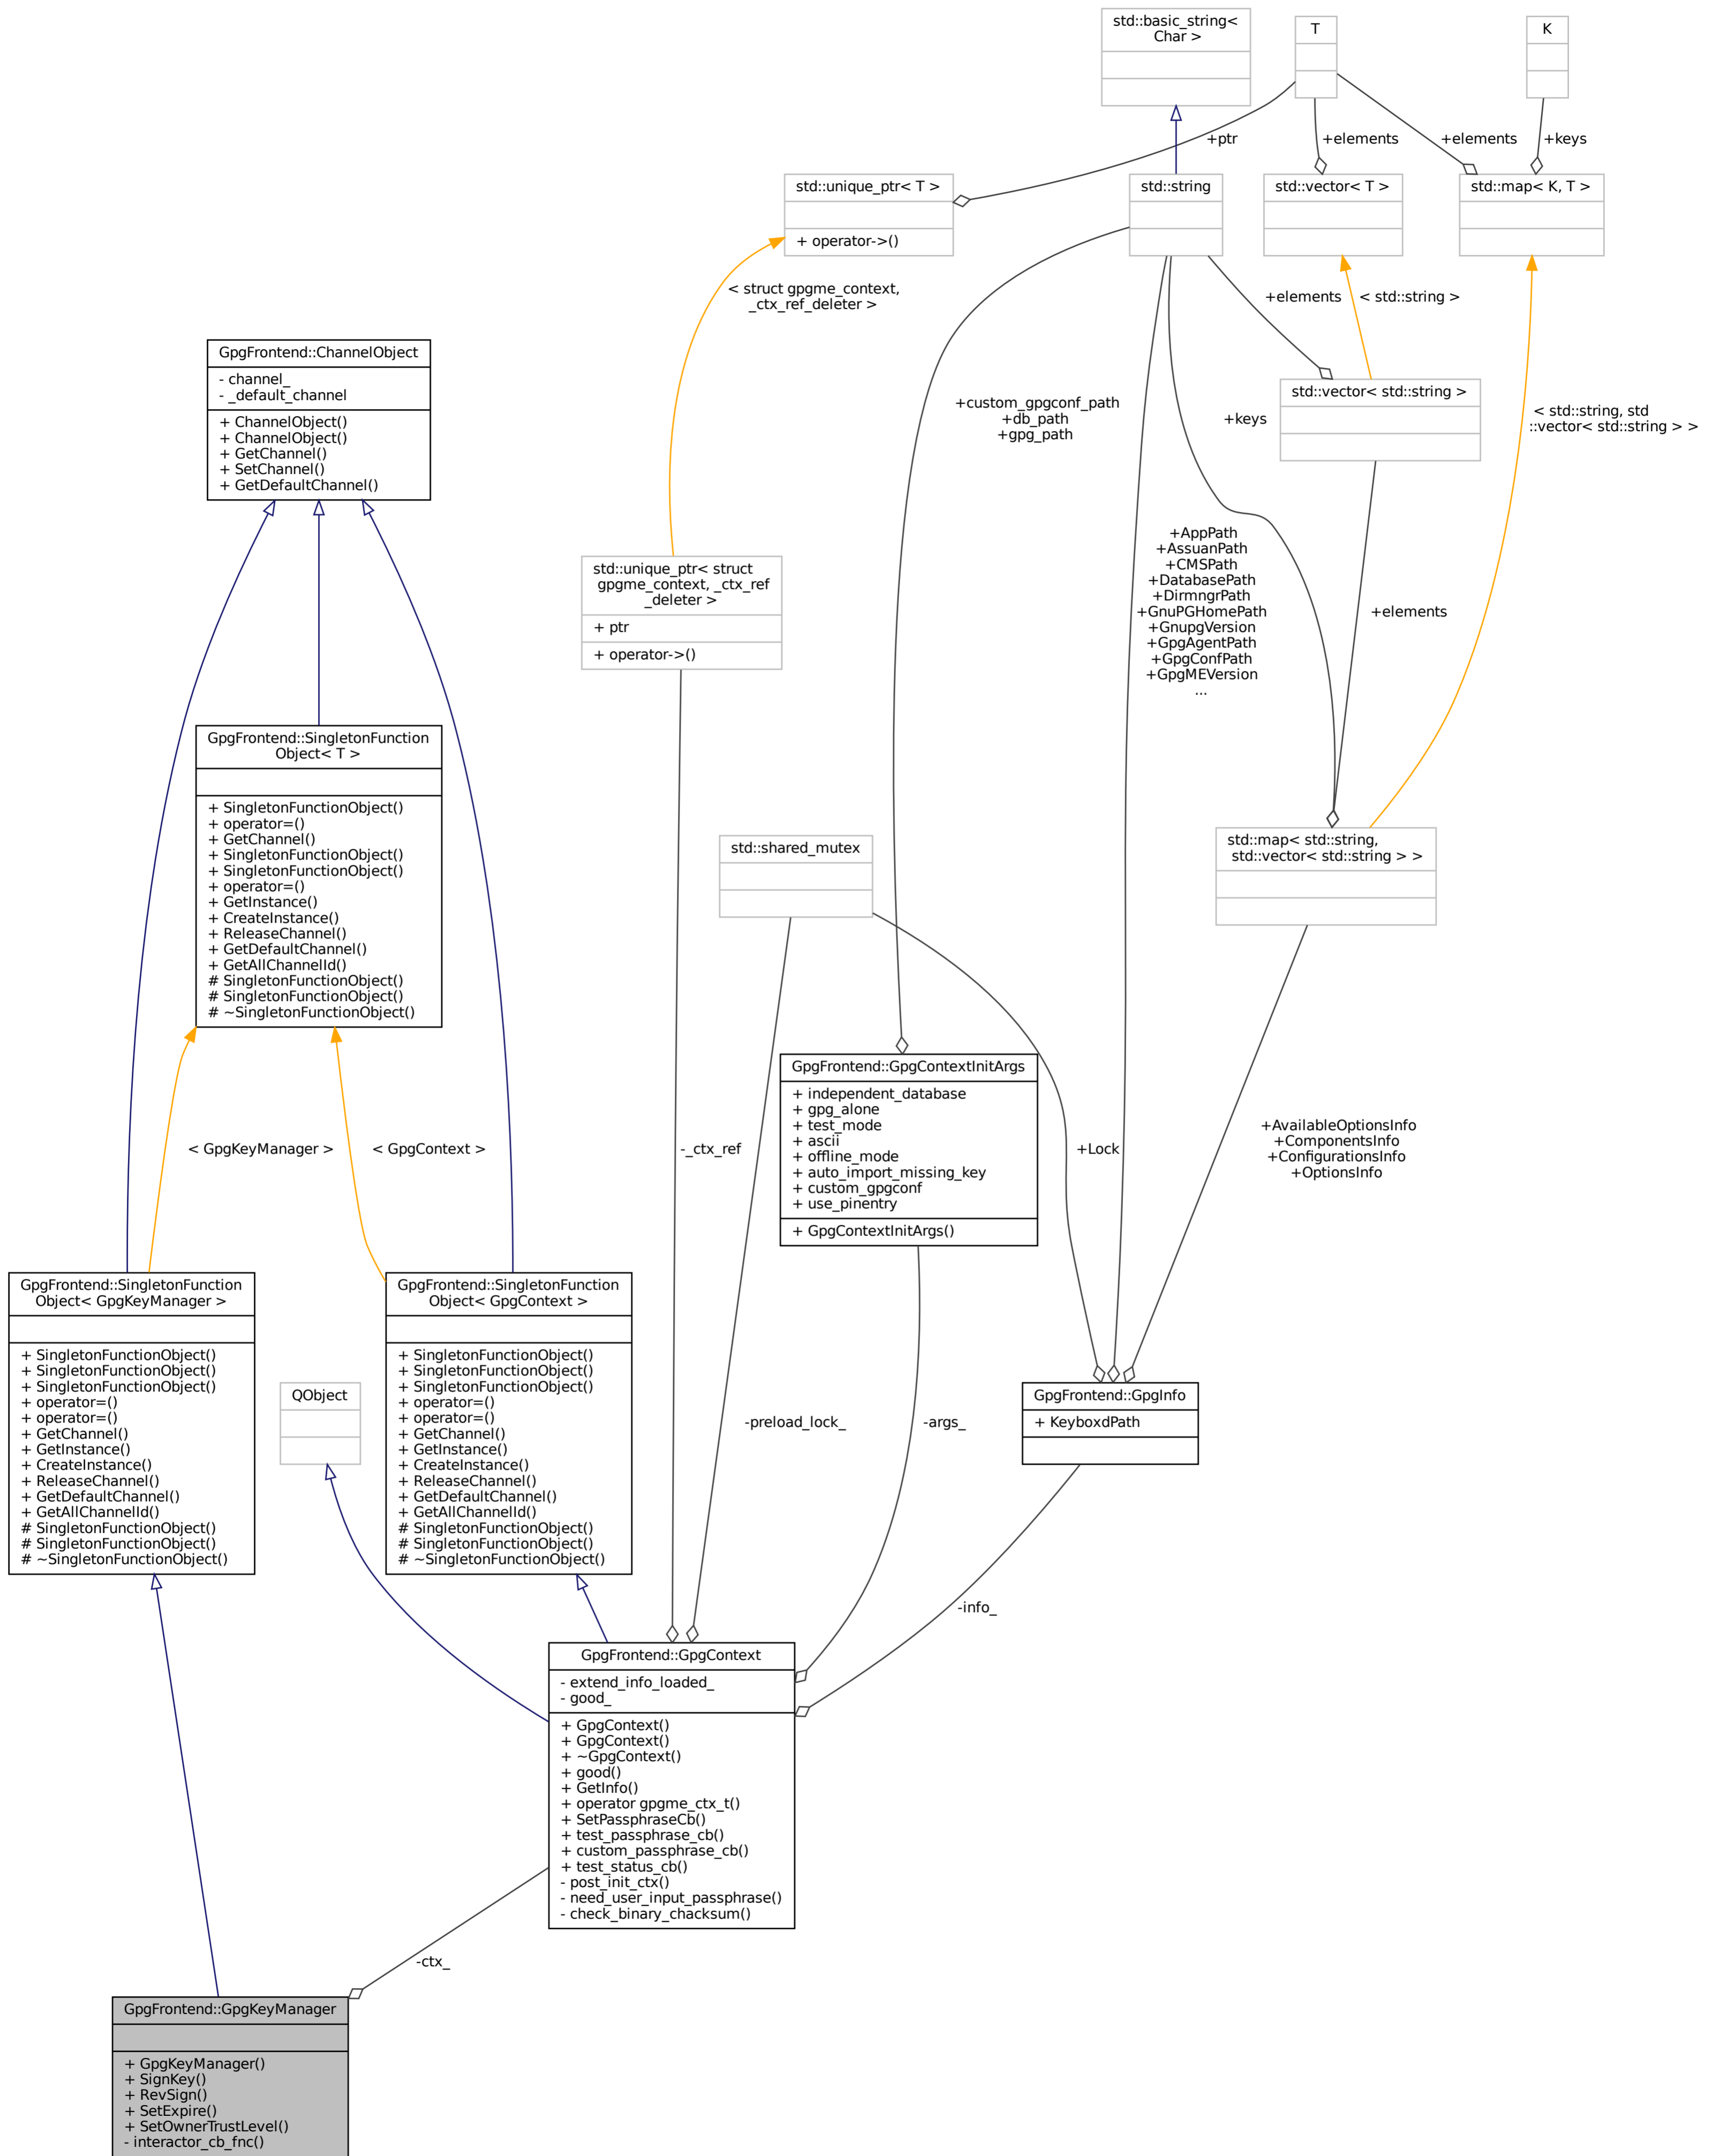 std::basic_string<
Char >
T
K
+ptr
+elements
+elements
+keys
std::unique_ptr< T >
+ operator->()
std::string
std::vector< T >
std::map< K, T >
< struct gpgme_context,
_ctx_ref_deleter >
+elements
< std::string >
GpgFrontend::ChannelObject
- channel_
- _default_channel
+ ChannelObject()
+ ChannelObject()
+ GetChannel()
+ SetChannel()
+ GetDefaultChannel()
+custom_gpgconf_path
+db_path
+gpg_path
+keys
std::vector< std::string >
< std::string, std
::vector< std::string > >
std::unique_ptr< struct
gpgme_context, _ctx_ref
_deleter >
+ ptr
+ operator->()
+AppPath
+AssuanPath
+CMSPath
+DatabasePath
+DirmngrPath
+GnuPGHomePath
+GnupgVersion
+GpgAgentPath
+GpgConfPath
+GpgMEVersion
...
+elements
GpgFrontend::SingletonFunction
Object< T >
+ SingletonFunctionObject()
+ operator=()
+ GetChannel()
+ SingletonFunctionObject()
+ SingletonFunctionObject()
+ operator=()
+ GetInstance()
+ CreateInstance()
+ ReleaseChannel()
+ GetDefaultChannel()
+ GetAllChannelId()
# SingletonFunctionObject()
# SingletonFunctionObject()
# ~SingletonFunctionObject()
std::shared_mutex
std::map< std::string,
std::vector< std::string > >
GpgFrontend::GpgContextInitArgs
+ independent_database
+ gpg_alone
+ test_mode
+ ascii
+ offline_mode
+ auto_import_missing_key
+ custom_gpgconf
+ use_pinentry
+ GpgContextInitArgs()
< GpgKeyManager >
< GpgContext >
-_ctx_ref
+Lock
+AvailableOptionsInfo
+ComponentsInfo
+ConfigurationsInfo
+OptionsInfo
GpgFrontend::SingletonFunction
Object< GpgKeyManager >
+ SingletonFunctionObject()
+ SingletonFunctionObject()
+ SingletonFunctionObject()
+ operator=()
+ operator=()
+ GetChannel()
+ GetInstance()
+ CreateInstance()
+ ReleaseChannel()
+ GetDefaultChannel()
+ GetAllChannelId()
# SingletonFunctionObject()
# SingletonFunctionObject()
# ~SingletonFunctionObject()
QObject
GpgFrontend::SingletonFunction
Object< GpgContext >
+ SingletonFunctionObject()
+ SingletonFunctionObject()
+ SingletonFunctionObject()
+ operator=()
+ operator=()
+ GetChannel()
+ GetInstance()
+ CreateInstance()
+ ReleaseChannel()
+ GetDefaultChannel()
+ GetAllChannelId()
# SingletonFunctionObject()
# SingletonFunctionObject()
# ~SingletonFunctionObject()
-preload_lock_
-args_
GpgFrontend::GpgInfo
+ KeyboxdPath
-info_
GpgFrontend::GpgContext
- extend_info_loaded_
- good_
+ GpgContext()
+ GpgContext()
+ ~GpgContext()
+ good()
+ GetInfo()
+ operator gpgme_ctx_t()
+ SetPassphraseCb()
+ test_passphrase_cb()
+ custom_passphrase_cb()
+ test_status_cb()
- post_init_ctx()
- need_user_input_passphrase()
- check_binary_chacksum()
-ctx_
GpgFrontend::GpgKeyManager
+ GpgKeyManager()
+ SignKey()
+ RevSign()
+ SetExpire()
+ SetOwnerTrustLevel()
- interactor_cb_fnc()